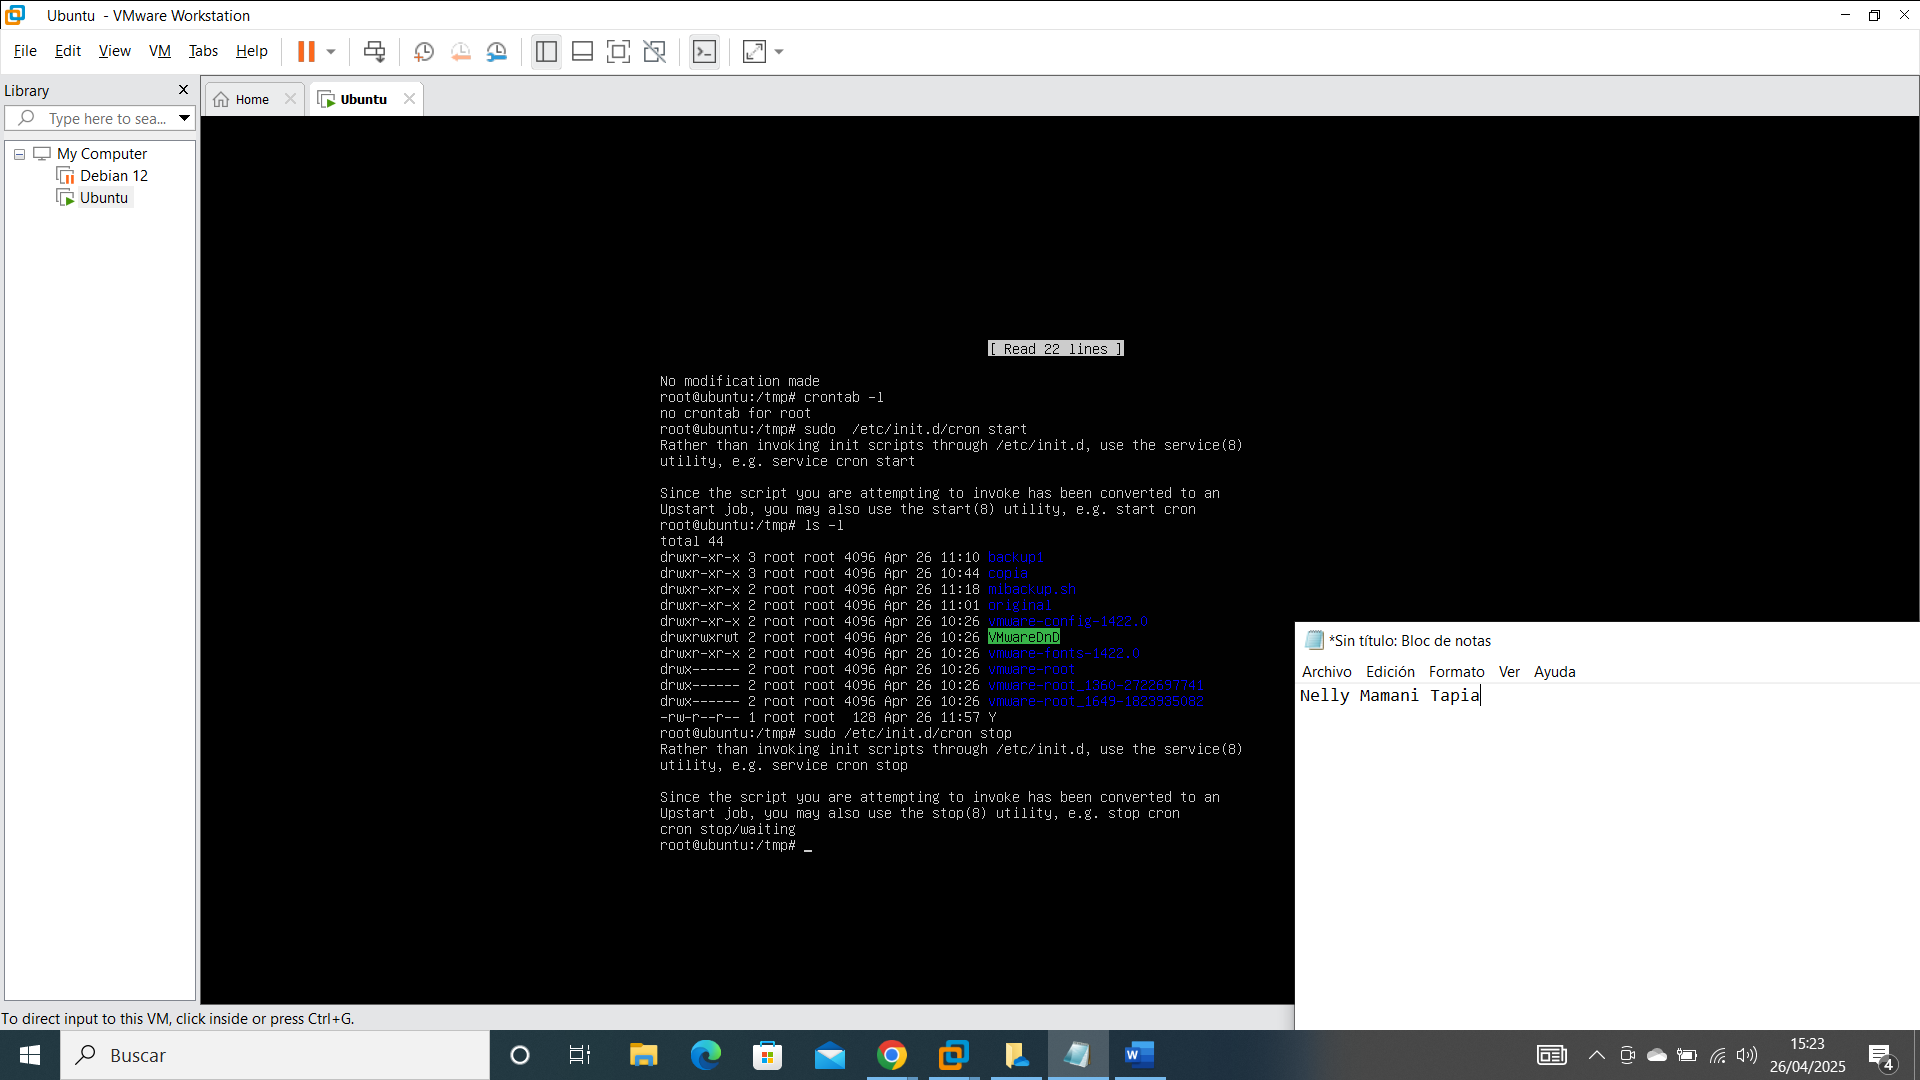 Ubuntu - VMware Workstation
File Edit View VM Tabs Help
Library
Type here to sea...
Home
Ubuntu
My Computer
Debian 12
Ubuntu
[ Read 22 lines ]
No modification made
root@ubuntu:/tmp# crontab -l
no crontab for root
root@ubuntu:/tmp# sudo  /etc/init.d/cron start
Rather than invoking init scripts through /etc/init.d, use the service(8)
utility, e.g. service cron start
Since the script you are attempting to invoke has been converted to an
Upstart job, you may also use the start(8) utility, e.g. start cron
root@ubuntu:/tmp# ls -l
total 44
drwxr-xr-x 3 root root 4096 Apr 26 11:10 backup1
drwxr-xr-x 3 root root 4096 Apr 26 10:44 copia
drwxr-xr-x 2 root root 4096 Apr 26 11:18 mibackup.sh
drwxr-xr-x 2 root root 4096 Apr 26 11:01 original
drwxr-xr-x 2 root root 4096 Apr 26 10:26 vmware-config-1422.0
drwxrwxrwt 2 root root 4096 Apr 26 10:26 VMwareDnD
drwxr-xr-x 2 root root 4096 Apr 26 10:26 vmware-fonts-1422.0
drwx------ 2 root root 4096 Apr 26 10:26 vmware-root
drwx------ 2 root root 4096 Apr 26 10:26 vmware-root_1360-2722697741
drwx------ 2 root root 4096 Apr 26 10:26 vmware-root_1649-1823935082
-rw-r--r-- 1 root root  128 Apr 26 11:57 Y
root@ubuntu:/tmp# sudo /etc/init.d/cron stop
Rather than invoking init scripts through /etc/init.d, use the service(8)
utility, e.g. service cron stop
Since the script you are attempting to invoke has been converted to an
Upstart job, you may also use the stop(8) utility, e.g. stop cron
cron stop/waiting
root@ubuntu:/tmp# _
*Sin título: Bloc de notas
Archivo Edición Formato Ver Ayuda
Nelly Mamani Tapia
To direct input to this VM, click inside or press Ctrl+G.
Buscar
15:23
26/04/2025
4